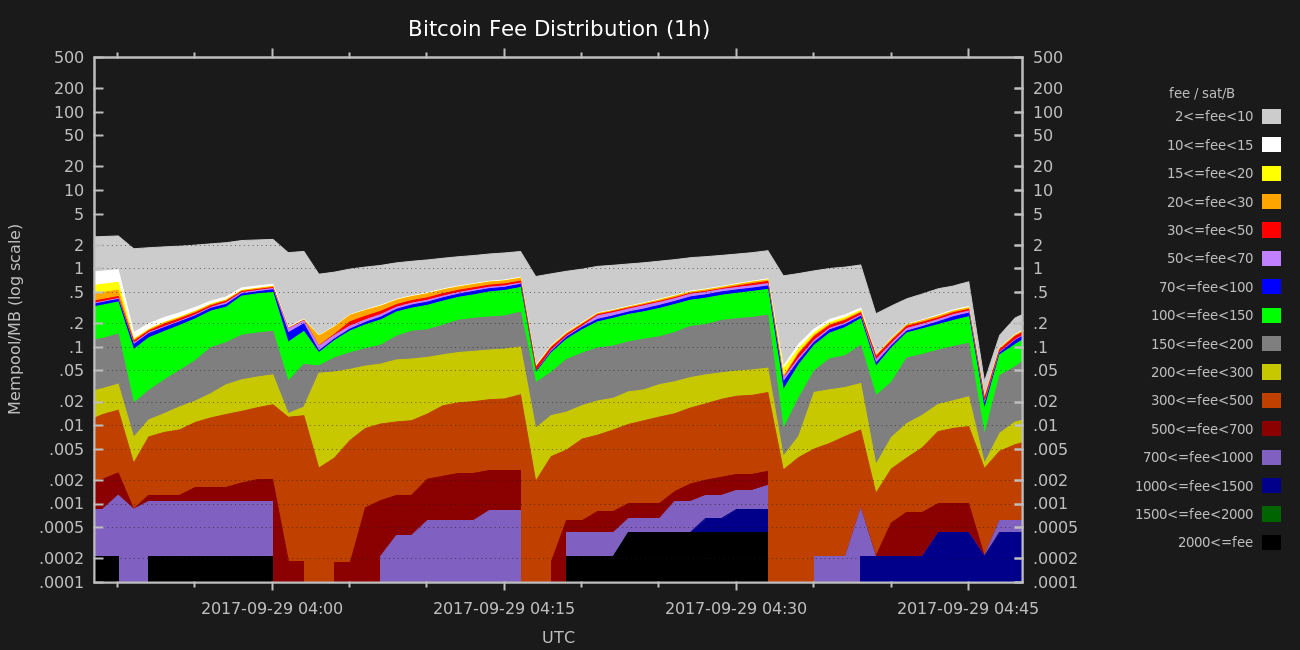 Bitcoin Fee Distribution (1h)
Mempool/MB (log scale)
500
200
100
50
20
10
5
2
1
.5
.2
.1
.05
.02
.01
.005
.002
.001
.0005
.0002
.0001
500
200
100
50
20
10
5
2
1
.5
.2
.1
.05
.02
.01
.005
.002
.001
.0005
.0002
.0001
fee / sat/B
2<=fee<10
10<=fee<15
15<=fee<20
20<=fee<30
30<=fee<50
50<=fee<70
70<=fee<100
100<=fee<150
150<=fee<200
200<=fee<300
300<=fee<500
500<=fee<700
700<=fee<1000
1000<=fee<1500
1500<=fee<2000
2000<=fee
2017-09-29 04:00
2017-09-29 04:15
2017-09-29 04:30
2017-09-29 04:45
UTC